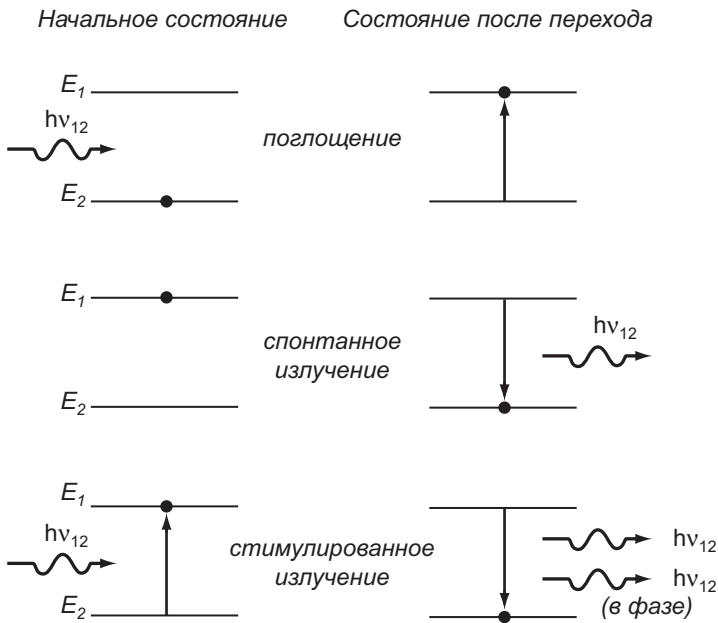 Начальное состояние
Состояние после перехода
E₁
hν₁₂
поглощение
E₂
E₁
спонтанное
излучение
hν₁₂
E₂
E₁
hν₁₂
стимулированное
излучение
hν₁₂
hν₁₂
(в фазе)
E₂